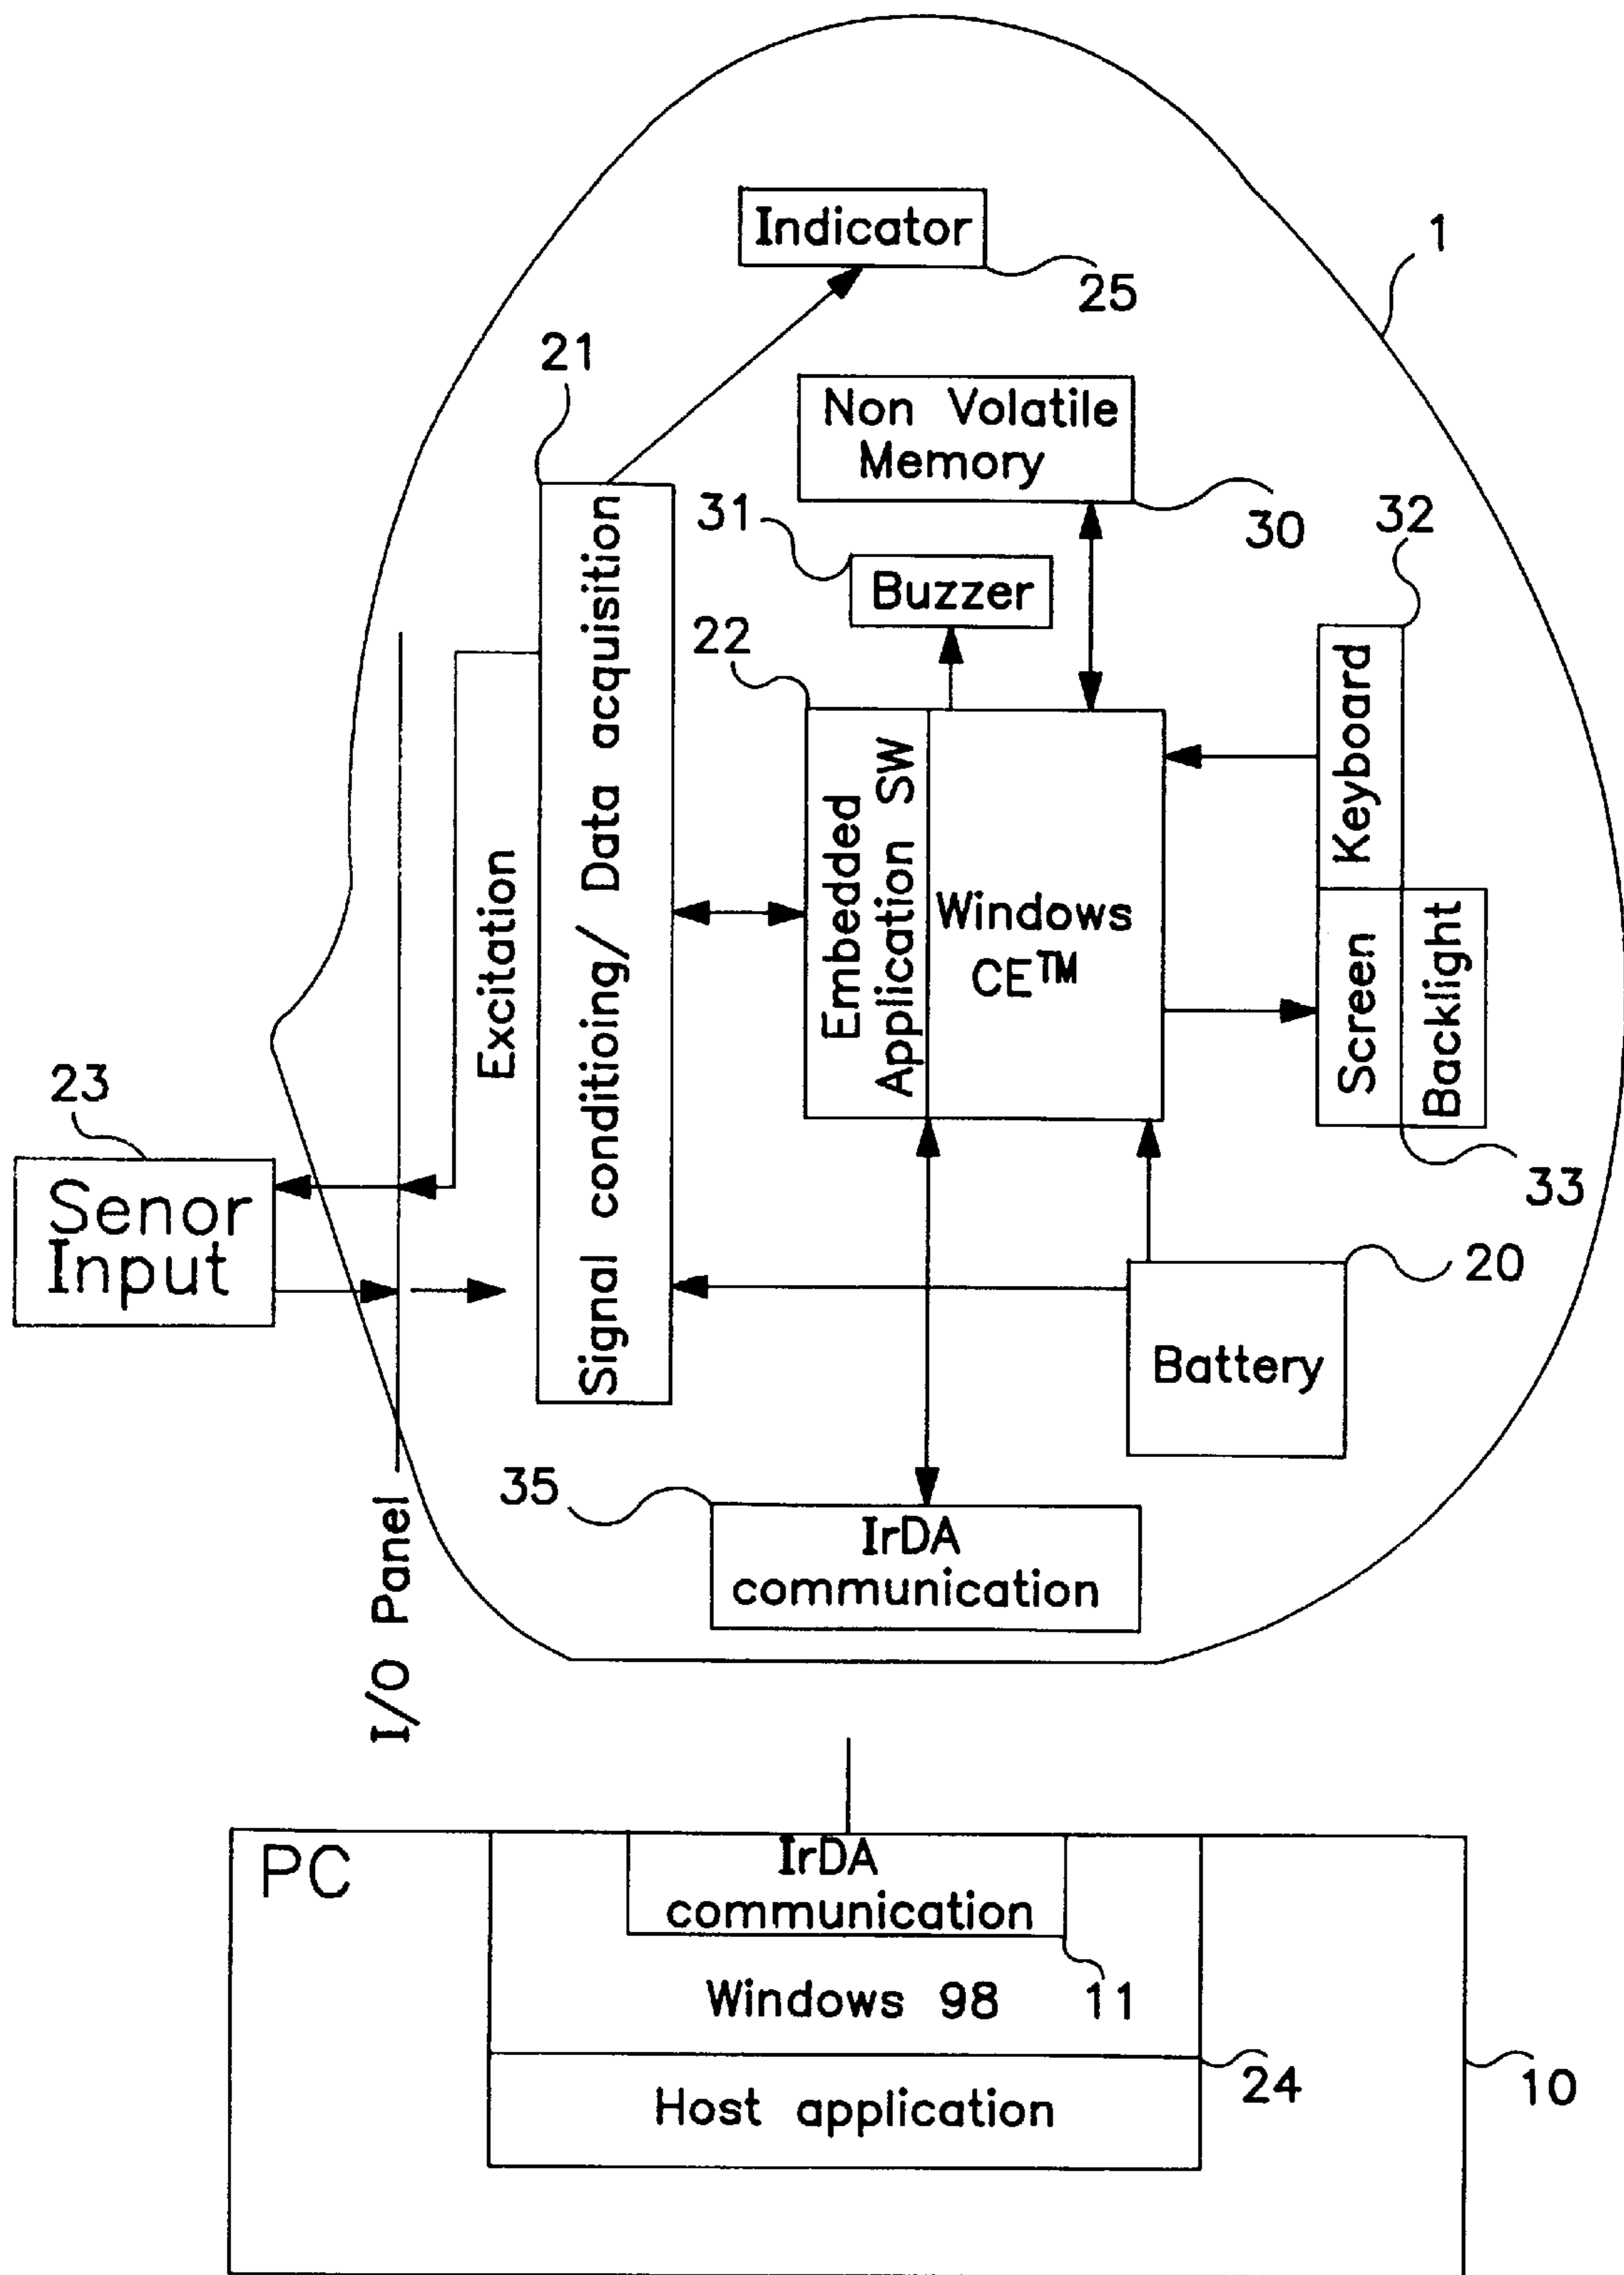 1
Indicator
25
21
Non Volatile
Memory
30
31
Buzzer
32
22
Signal conditioing/ Data acquisition
Excitation
Embedded
Application SW
Windows
CE™
Keyboard
Screen
Backlight
33
23
Senor
Input
20
Battery
35
IrDA
communication
I/O Panel
PC
IrDA
communication
11
Windows 98
24
10
Host application